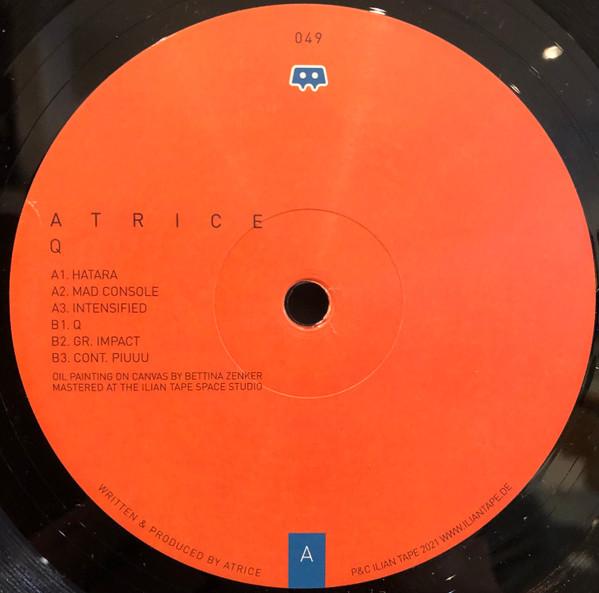 049
ATRICE
Q
A1. HATARA
A2. MAD CONSOLE
A3. INTENSIFIED
B1. Q
B2. GR. IMPACT
B3. CONT. PIUUU
OIL PAINTING ON CANVAS BY BETTINA ZENKER
MASTERED AT THE ILIAN TAPE SPACE STUDIO
WRITTEN & PRODUCED BY ATRICE
A
P&C ILIAN TAPE 2021 WWW.ILIANTAPE.DE